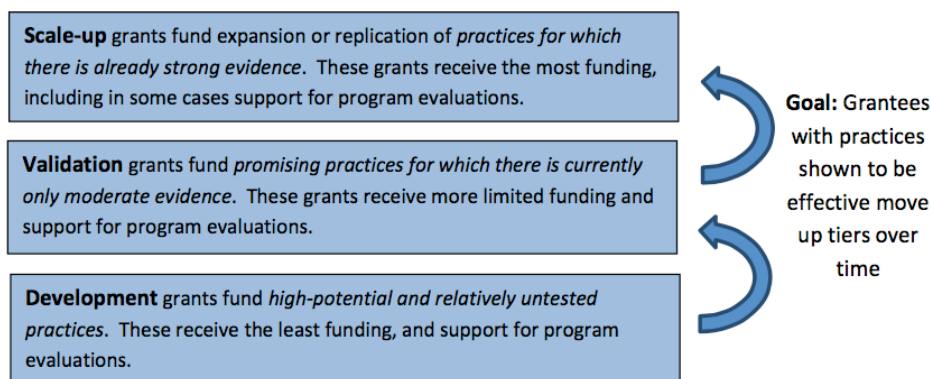 Scale-up grants fund expansion or replication of practices for which
there is already strong evidence.  These grants receive the most funding,
including in some cases support for program evaluations.
Validation grants fund promising practices for which there is currently
only moderate evidence.  These grants receive more limited funding and
support for program evaluations.
Development grants fund high-potential and relatively untested
practices.  These receive the least funding, and support for program
evaluations.
Goal: Grantees
with practices
shown to be
effective move
up tiers over
time